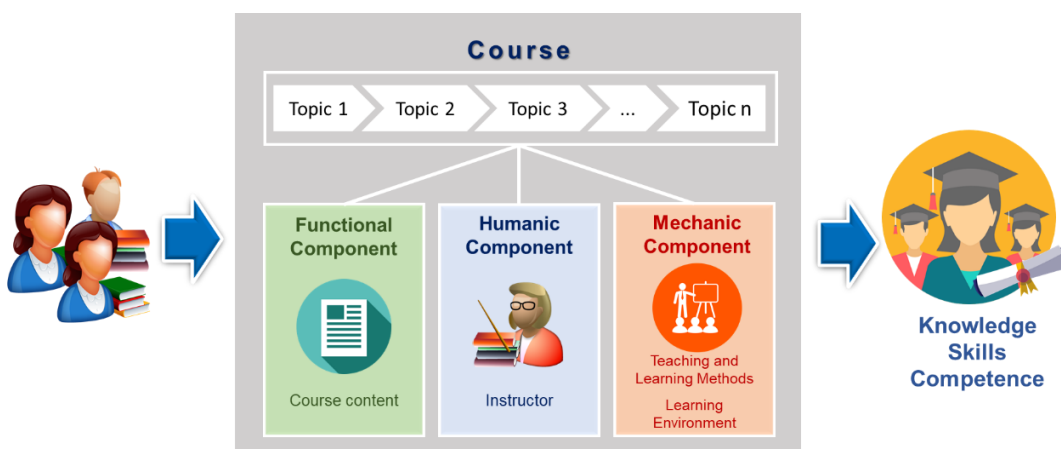 Course
Topic 1
Topic 2
Topic 3
...
Topic n
Functional
Component
Course content
Humanic
Component
Instructor
Mechanic
Component
Teaching and
Learning Methods
Learning
Environment
Knowledge
Skills
Competence